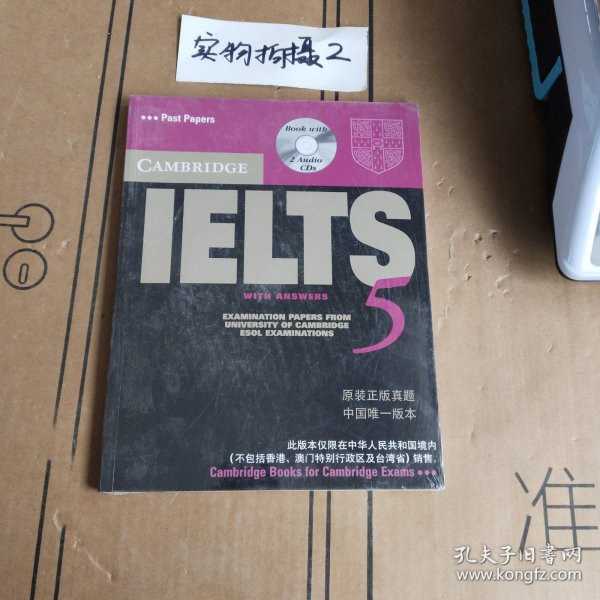 实物拍摄2
••• Past Papers
Book with
2 Audio
CDs
CAMBRIDGE
IELTS
5
WITH ANSWERS
EXAMINATION PAPERS FROM
UNIVERSITY OF CAMBRIDGE
ESOL EXAMINATIONS
原装正版真题
中国唯一版本
此版本仅限在中华人民共和国境内
(不包括香港、澳门特别行政区及台湾省)销售。
Cambridge Books for Cambridge Exams •••
准
孔夫子旧书网
www.kongfz.com